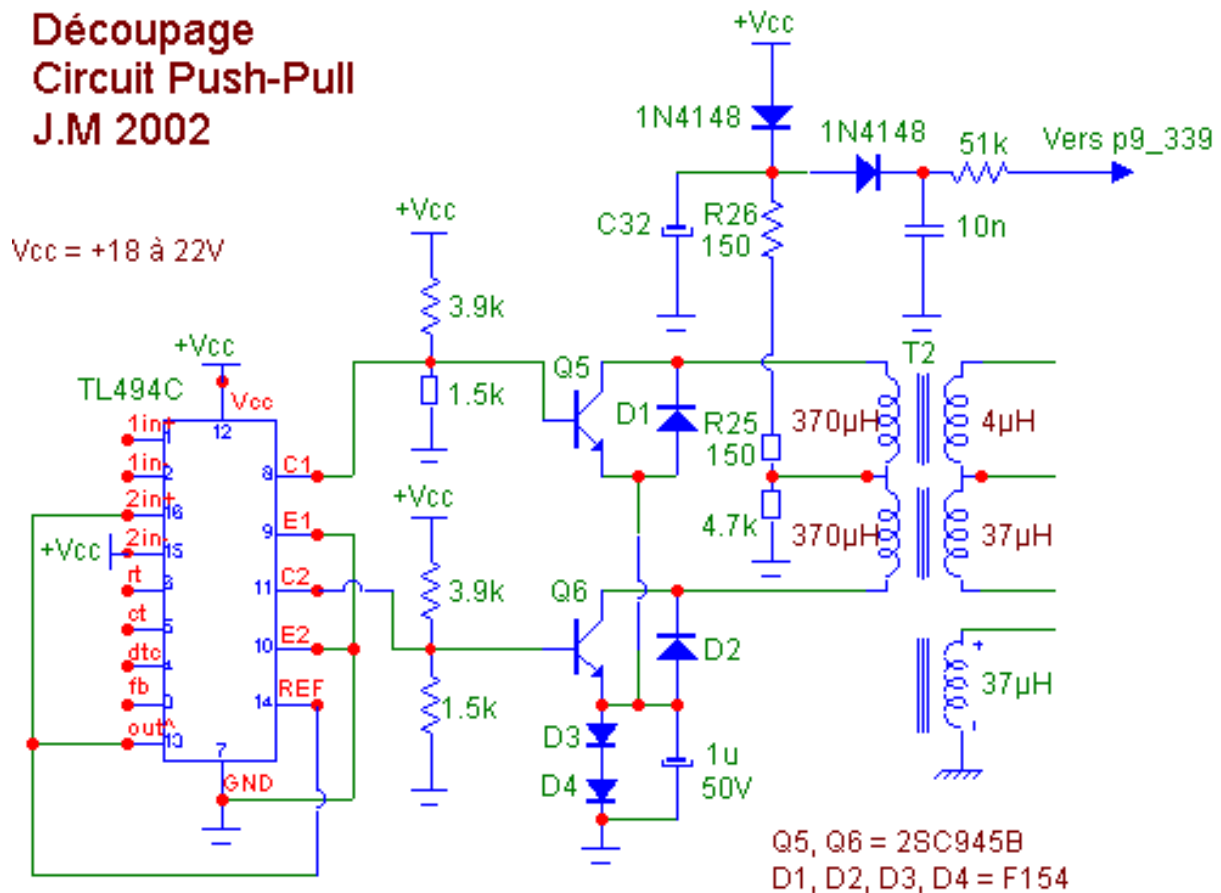 Découpage
Circuit Push-Pull
J.M 2002
Vcc = +18 à 22V
+Vcc
1N4148
1N4148
51k
Vers p9_339
C32
R26
150
10n
+Vcc
3.9k
1.5k
+Vcc
TL494C
Vcc
12
1in+
1
1in-
2
2in+
16
+Vcc
2in-
15
rt
6
ct
5
dtc
4
fb
3
out^
13
8
C1
9
E1
11
C2
10
E2
14
REF
7
GND
+Vcc
3.9k
1.5k
Q5
D1
R25
150
4.7k
T2
370µH
4µH
370µH
37µH
Q6
D2
D3
D4
1u
50V
+
37µH
-
Q5, Q6 = 2SC945B
D1, D2, D3, D4 = F154